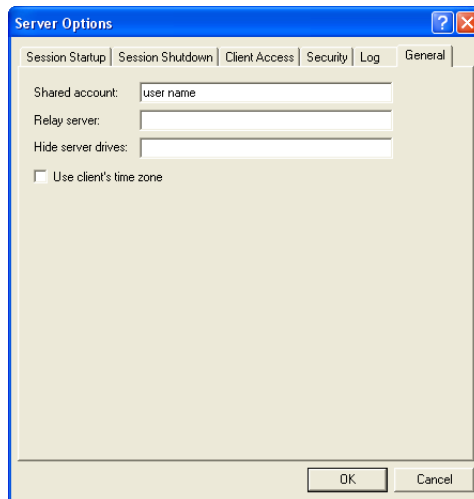 Server Options
Session Startup Session Shutdown Client Access Security Log General
Shared account: user name
Relay server:
Hide server drives:
Use client's time zone
OK Cancel